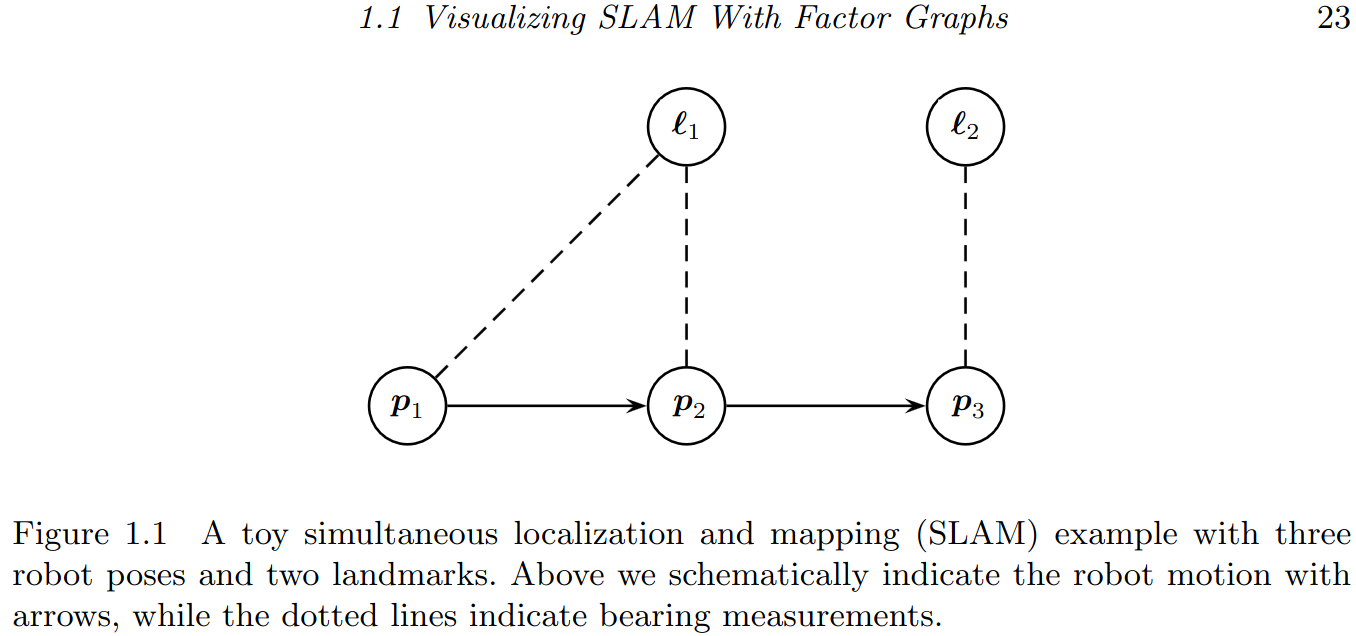 1.1 Visualizing SLAM With Factor Graphs 23
ℓ1 ℓ2
p1 p2 p3
Figure 1.1 A toy simultaneous localization and mapping (SLAM) example with three
robot poses and two landmarks. Above we schematically indicate the robot motion with
arrows, while the dotted lines indicate bearing measurements.